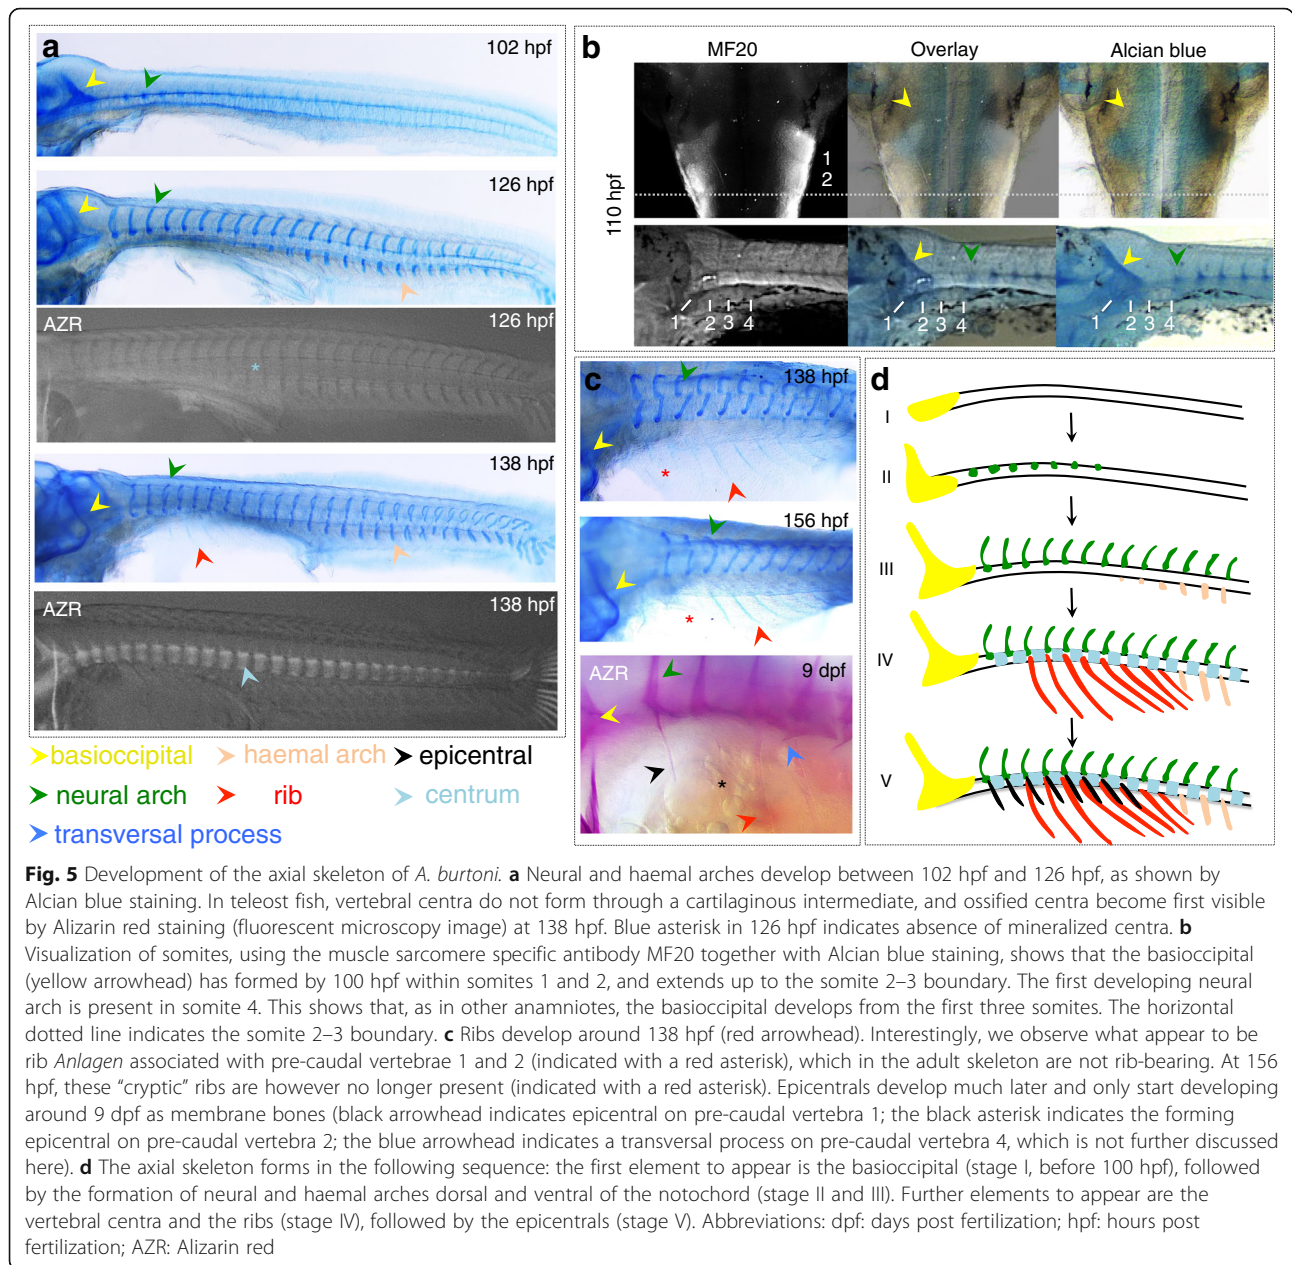 a
102 hpf
126 hpf
AZR
126 hpf
*
138 hpf
AZR
138 hpf
basioccipital
haemal arch
epicentral
neural arch
rib
centrum
transversal process
b
MF20
Overlay
Alcian blue
110 hpf
1
2
1 2 3 4
1 2 3 4
1 2 3 4
c
138 hpf
*
156 hpf
*
AZR
9 dpf
*
d
I
II
III
IV
V
Fig. 5 Development of the axial skeleton of A. burtoni. a Neural and haemal arches develop between 102 hpf and 126 hpf, as shown by
Alcian blue staining. In teleost fish, vertebral centra do not form through a cartilaginous intermediate, and ossified centra become first visible
by Alizarin red staining (fluorescent microscopy image) at 138 hpf. Blue asterisk in 126 hpf indicates absence of mineralized centra. b
Visualization of somites, using the muscle sarcomere specific antibody MF20 together with Alcian blue staining, shows that the basioccipital
(yellow arrowhead) has formed by 100 hpf within somites 1 and 2, and extends up to the somite 2–3 boundary. The first developing neural
arch is present in somite 4. This shows that, as in other anamniotes, the basioccipital develops from the first three somites. The horizontal
dotted line indicates the somite 2–3 boundary. c Ribs develop around 138 hpf (red arrowhead). Interestingly, we observe what appear to be
rib Anlagen associated with pre-caudal vertebrae 1 and 2 (indicated with a red asterisk), which in the adult skeleton are not rib-bearing. At 156
hpf, these “cryptic” ribs are however no longer present (indicated with a red asterisk). Epicentrals develop much later and only start developing
around 9 dpf as membrane bones (black arrowhead indicates epicentral on pre-caudal vertebra 1; the black asterisk indicates the forming
epicentral on pre-caudal vertebra 2; the blue arrowhead indicates a transversal process on pre-caudal vertebra 4, which is not further discussed
here). d The axial skeleton forms in the following sequence: the first element to appear is the basioccipital (stage I, before 100 hpf), followed
by the formation of neural and haemal arches dorsal and ventral of the notochord (stage II and III). Further elements to appear are the
vertebral centra and the ribs (stage IV), followed by the epicentrals (stage V). Abbreviations: dpf: days post fertilization; hpf: hours post
fertilization; AZR: Alizarin red